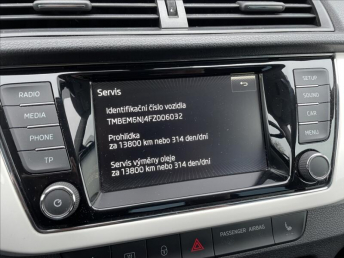 RADIO
MEDIA
PHONE
TP
Servis
Identifikační číslo vozidla
TMBEM6NJ4FZ006032
Prohlídka
za 13800 km nebo 314 den/dní
Servis výměny oleje
za 13800 km nebo 314 den/dní
SETUP
SOUND
CAR
MENU
PASSENGER AIRBAG